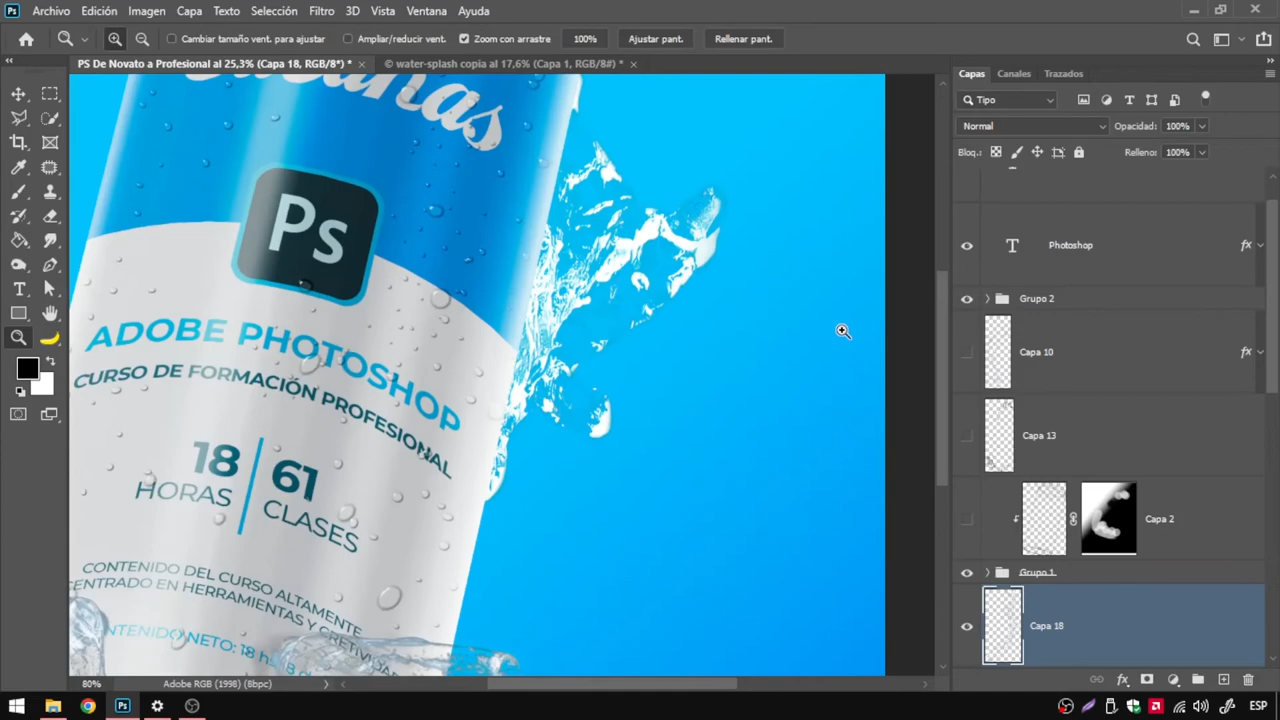 Archivo Edición Imagen Capa Texto Selección Filtro 3D Vista Ventana Ayuda
Cambiar tamaño vent. para ajustar Ampliar/reducir vent. Zoom con arrastre 100% Ajustar pant. Rellenar pant.
PS De Novato a Profesional al 25,3% (Capa 18, RGB/8*) * × © water-splash copia al 17,6% (Capa 1, RGB/8#) * ×
Capas Canales Trazados
Tipo
Normal Opacidad: 100%
Bloq.: Relleno: 100%
T Photoshop fx
Grupo 2
Capa 10 fx
Capa 13
Capa 2
Grupo 1
Capa 18
Ps
ADOBE PHOTOSHOP
CURSO DE FORMACIÓN PROFESIONAL
18 HORAS
61 CLASES
CONTENIDO DEL CURSO ALTAMENTE
CENTRADO EN HERRAMIENTAS Y CRETIVIDAD
80% Adobe RGB (1998) (8bpc)
ESP